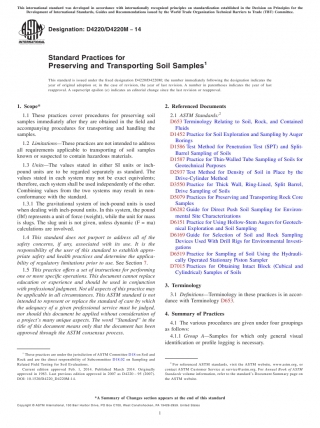 This international standard was developed in accordance with internationally recognized principles on standardization established in the Decision on Principles for the
Development of International Standards, Guides and Recommendations issued by the World Trade Organization Technical Barriers to Trade (TBT) Committee.
Designation: D4220/D4220M − 14
INTERNATIONAL
Standard Practices for
Preserving and Transporting Soil Samples1
This standard is issued under the fixed designation D4220/D4220M; the number immediately following the designation indicates the
year of original adoption or, in the case of revision, the year of last revision. A number in parentheses indicates the year of last
reapproval. A superscript epsilon (ε) indicates an editorial change since the last revision or reapproval.
1. Scope*
1.1 These practices cover procedures for preserving soil
samples immediately after they are obtained in the field and
accompanying procedures for transporting and handling the
samples.
1.2 Limitations—These practices are not intended to address
all requirements applicable to transporting of soil samples
known or suspected to contain hazardous materials.
1.3 Units—The values stated in either SI units or inch-
pound units are to be regarded separately as standard. The
values stated in each system may not be exact equivalents;
therefore, each system shall be used independently of the other.
Combining values from the two systems may result in non-
conformance with the standard.
1.3.1 The gravitational system of inch-pound units is used
when dealing with inch-pound units. In this system, the pound
(lbf) represents a unit of force (weight), while the unit for mass
is slugs. The slug unit is not given, unless dynamic (F = ma)
calculations are involved.
1.4 This standard does not purport to address all of the
safety concerns, if any, associated with its use. It is the
responsibility of the user of this standard to establish appro-
priate safety and health practices and determine the applica-
bility of regulatory limitations prior to use. See Section 7.
1.5 This practice offers a set of instructions for performing
one or more specific operations. This document cannot replace
education or experience and should be used in conjunction
with professional judgment. Not all aspects of this practice may
be applicable in all circumstances. This ASTM standard is not
intended to represent or replace the standard of care by which
the adequacy of a given professional service must be judged,
nor should this document be applied without consideration of
a project's many unique aspects. The word "Standard" in the
title of this document means only that the document has been
approved through the ASTM consensus process.
1 These practices are under the jurisdiction of ASTM Committee D18 on Soil and
Rock and are the direct responsibility of Subcommittee D18.02 on Sampling and
Related Field Testing for Soil Evaluations.
Current edition approved Feb. 1, 2014. Published March 2014. Originally
approved in 1983. Last previous edition approved in 2007 as D4220 – 95 (2007).
DOI: 10.1520/D4220_D4220M-14.
2. Referenced Documents
2.1 ASTM Standards:2
D653 Terminology Relating to Soil, Rock, and Contained
Fluids
D1452 Practice for Soil Exploration and Sampling by Auger
Borings
D1586 Test Method for Penetration Test (SPT) and Split-
Barrel Sampling of Soils
D1587 Practice for Thin-Walled Tube Sampling of Soils for
Geotechnical Purposes
D2937 Test Method for Density of Soil in Place by the
Drive-Cylinder Method
D3550 Practice for Thick Wall, Ring-Lined, Split Barrel,
Drive Sampling of Soils
D5079 Practices for Preserving and Transporting Rock Core
Samples
D6282 Guide for Direct Push Soil Sampling for Environ-
mental Site Characterizations
D6151 Practice for Using Hollow-Stem Augers for Geotech-
nical Exploration and Soil Sampling
D6169 Guide for Selection of Soil and Rock Sampling
Devices Used With Drill Rigs for Environmental Investi-
gations
D6519 Practice for Sampling of Soil Using the Hydrauli-
cally Operated Stationary Piston Sampler
D7015 Practices for Obtaining Intact Block (Cubical and
Cylindrical) Samples of Soils
3. Terminology
3.1 Definitions—Terminology in these practices is in accor-
dance with Terminology D653.
4. Summary of Practices
4.1 The various procedures are given under four groupings
as follows:
4.1.1 Group A—Samples for which only general visual
identification or profile logging is necessary.
2 For referenced ASTM standards, visit the ASTM website, www.astm.org, or
contact ASTM Customer Service at service@astm.org. For Annual Book of ASTM
Standards volume information, refer to the standard's Document Summary page on
the ASTM website.
*A Summary of Changes section appears at the end of this standard
Copyright © ASTM International, 100 Barr Harbor Drive, PO Box C700, West Conshohocken, PA 19428-2959. United States
1